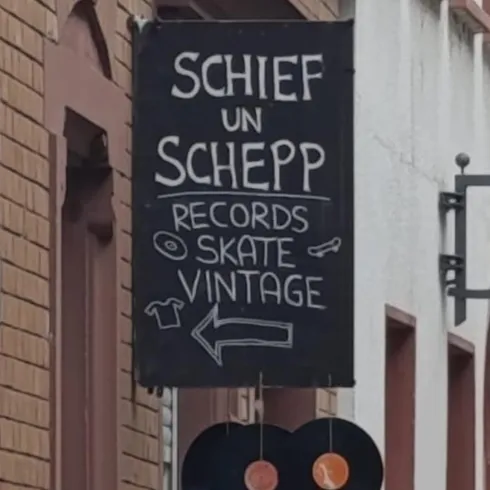 SCHIEF
UN
SCHEPP
RECORDS
SKATE
VINTAGE